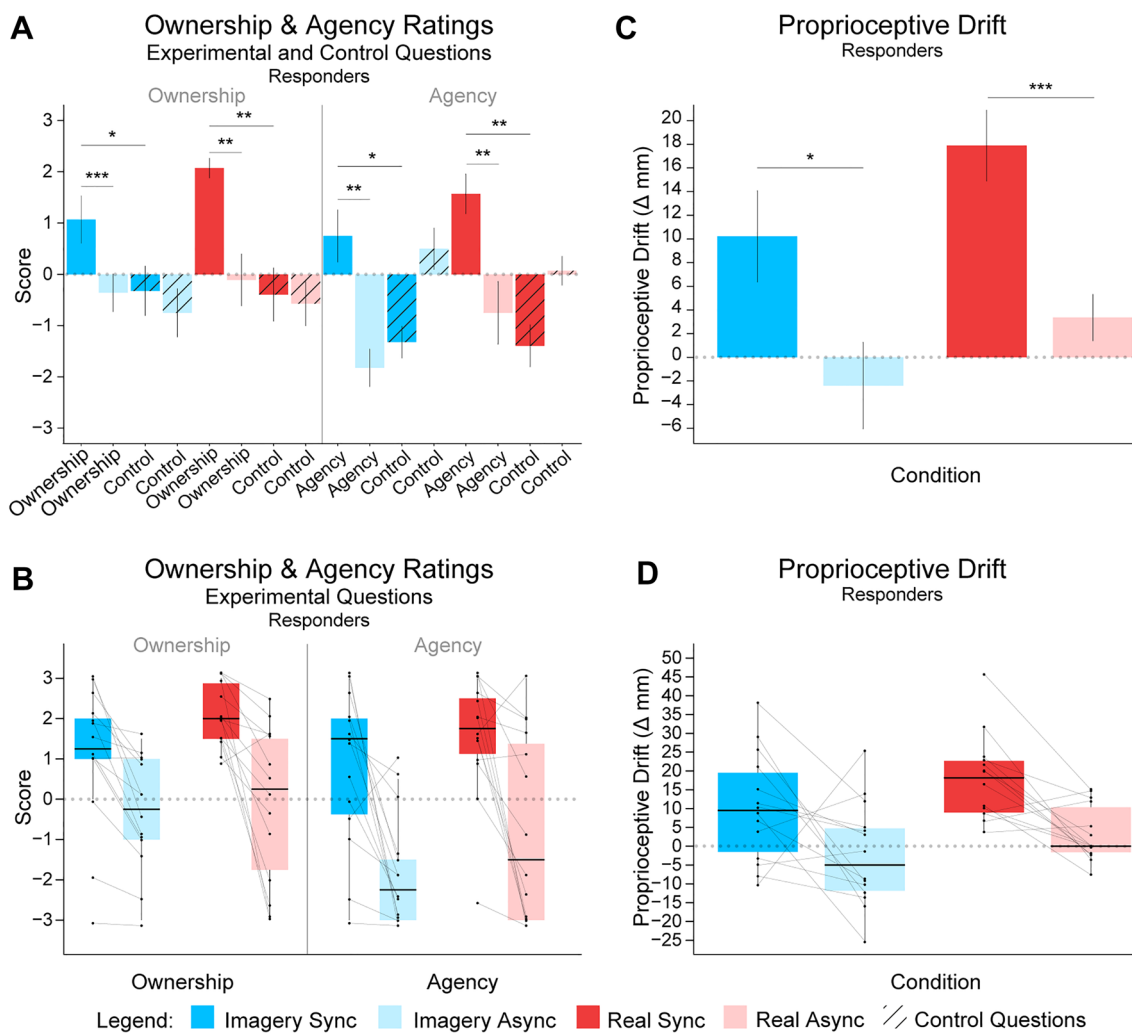 A
Ownership & Agency Ratings
Experimental and Control Questions
Responders
Ownership
Agency
3
2
1
0
−1
−2
−3
Score
*
**
***
**
*
**
**
**
Ownership
Ownership
Control
Control
Ownership
Ownership
Control
Control
Agency
Agency
Control
Control
Agency
Agency
Control
Control
C
Proprioceptive Drift
Responders
20
18
16
14
12
10
8
6
4
2
0
−2
−4
−6
Proprioceptive Drift (Δ mm)
*
***
Condition
B
Ownership & Agency Ratings
Experimental Questions
Responders
Ownership
Agency
3
2
1
0
−1
−2
−3
Score
Ownership
Agency
D
Proprioceptive Drift
Responders
50
45
40
35
30
25
20
15
10
5
0
−5
−10
−15
−20
−25
Proprioceptive Drift (Δ mm)
Condition
Legend: Imagery Sync Imagery Async Real Sync Real Async Control Questions